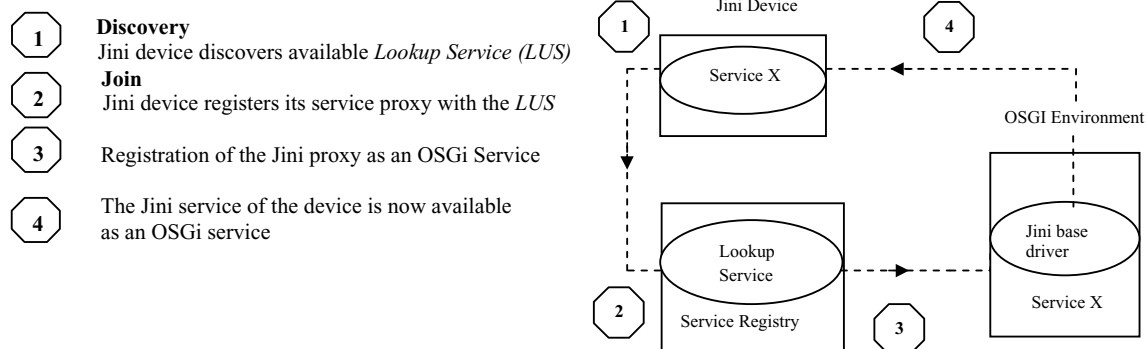 1
Discovery
Jini device discovers available Lookup Service (LUS)
2
Join
Jini device registers its service proxy with the LUS
3
Registration of the Jini proxy as an OSGi Service
4
The Jini service of the device is now available
as an OSGi service
Jini Device
1
4
Service X
OSGI Environment
Lookup
Service
Service Registry
2
3
Jini base
driver
Service X